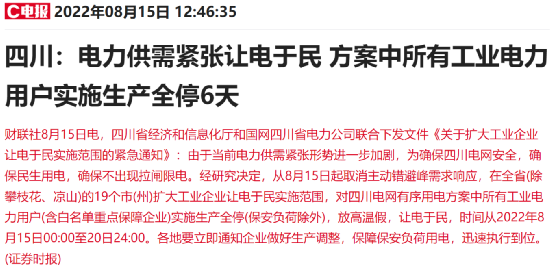 C电报 2022年08月15日 12:46:35
四川：电力供需紧张让电于民 方案中所有工业电力
用户实施生产全停6天
财联社8月15日电，四川省经济和信息化厅和国网四川省电力公司联合下发文件《关于扩大工业企业
让电于民实施范围的紧急通知》：由于当前电力供需紧张形势进一步加剧，为确保四川电网安全，确
保民生用电，确保不出现拉闸限电。经研究决定，从8月15日起取消主动错避峰需求响应，在全省(除
攀枝花、凉山)的19个市(州)扩大工业企业让电于民实施范围，对四川电网有序用电方案中所有工业电
力用户(含白名单重点保障企业)实施生产全停(保安负荷除外)，放高温假，让电于民，时间从2022年8
月15日00:00至20日24:00。各地要立即通知企业做好生产调整，保障保安负荷用电，迅速执行到位。
(证券时报)